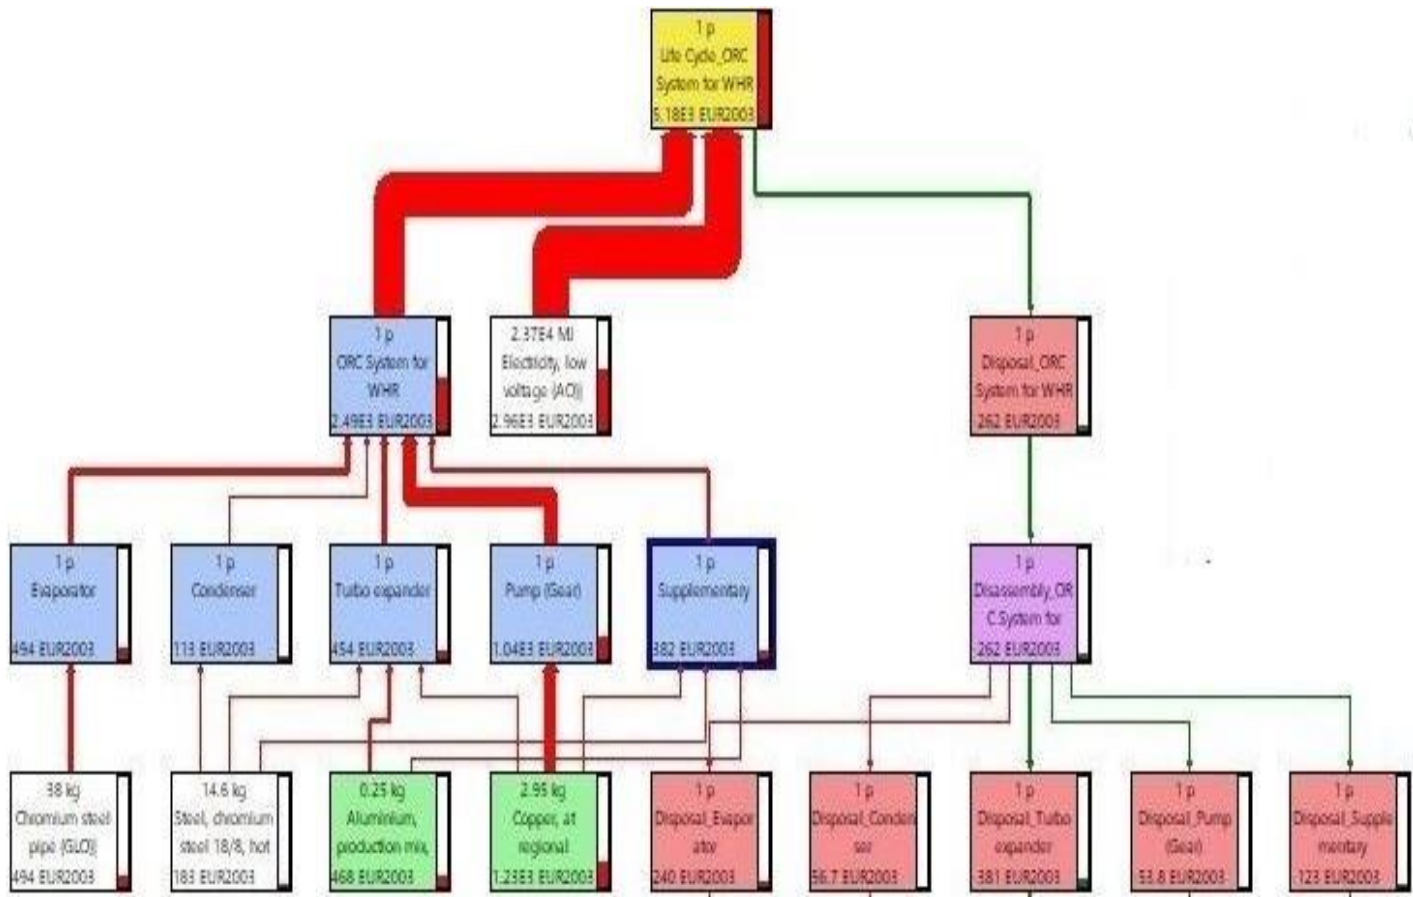 1 p
Life Cycle_ORC
System for WHR
5.18E3 EUR2003
1 p
ORC System for
WHR
2.49E3 EUR2003
2.37E4 MJ
Electricity, low
voltage {AO}|
2.96E3 EUR2003
1 p
Disposal_ORC
System for WHR
-262 EUR2003
1 p
Evaporator
494 EUR2003
1 p
Condenser
113 EUR2003
1 p
Turbo expander
454 EUR2003
1 p
Pump (Gear)
1.04E3 EUR2003
1 p
Supplementary
382 EUR2003
1 p
Disassembly_OR
C System for
-262 EUR2003
38 kg
Chromium steel
pipe {GLO}|
494 EUR2003
14.6 kg
Steel, chromium
steel 18/8, hot
183 EUR2003
0.25 kg
Aluminium,
production mix,
468 EUR2003
2.95 kg
Copper, at
regional
1.23E3 EUR2003
1 p
Disposal_Evapor
ator
240 EUR2003
1 p
Disposal_Conden
ser
56.7 EUR2003
1 p
Disposal_Turbo
expander
-381 EUR2003
1 p
Disposal_Pump
(Gear)
-53.8 EUR2003
1 p
Disposal_Supple
mentary
-123 EUR2003